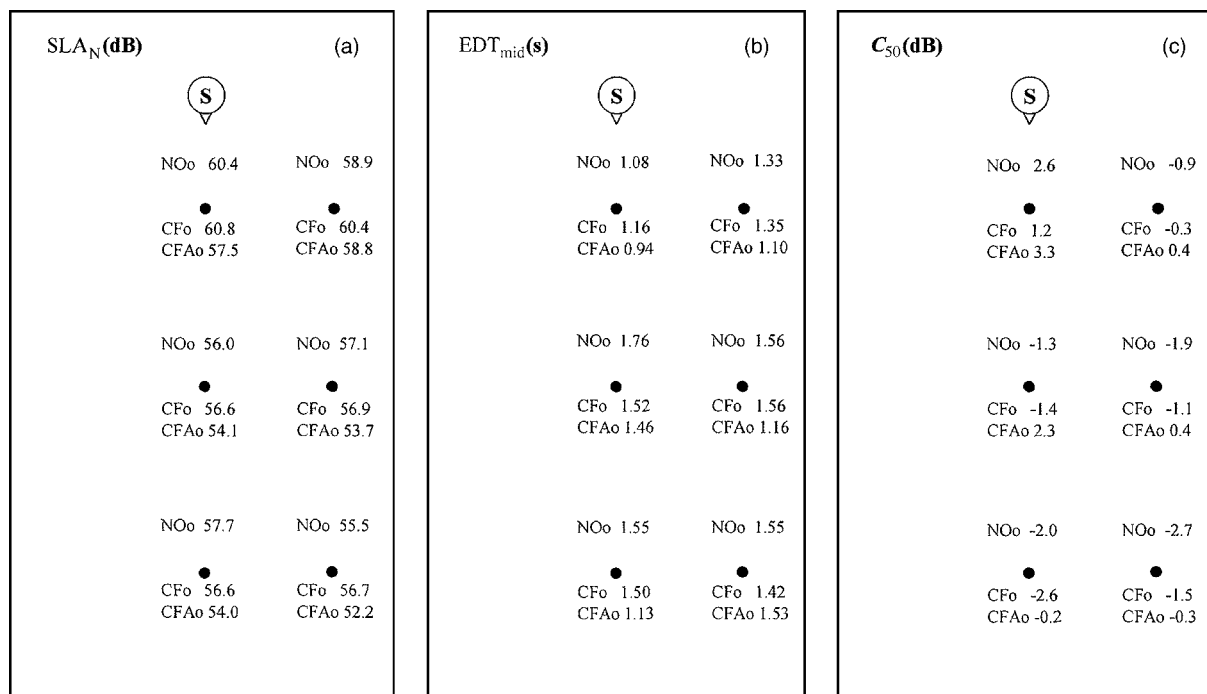 SLA_N(dB) (a)
S
NOo 60.4 NOo 58.9
CFo 60.8 CFo 60.4
CFAo 57.5 CFAo 58.8
NOo 56.0 NOo 57.1
CFo 56.6 CFo 56.9
CFAo 54.1 CFAo 53.7
NOo 57.7 NOo 55.5
CFo 56.6 CFo 56.7
CFAo 54.0 CFAo 52.2
EDT_mid(s) (b)
S
NOo 1.08 NOo 1.33
CFo 1.16 CFo 1.35
CFAo 0.94 CFAo 1.10
NOo 1.76 NOo 1.56
CFo 1.52 CFo 1.56
CFAo 1.46 CFAo 1.16
NOo 1.55 NOo 1.55
CFo 1.50 CFo 1.42
CFAo 1.13 CFAo 1.53
C_50(dB) (c)
S
NOo 2.6 NOo -0.9
CFo 1.2 CFo -0.3
CFAo 3.3 CFAo 0.4
NOo -1.3 NOo -1.9
CFo -1.4 CFo -1.1
CFAo 2.3 CFAo 0.4
NOo -2.0 NOo -2.7
CFo -2.6 CFo -1.5
CFAo -0.2 CFAo -0.3